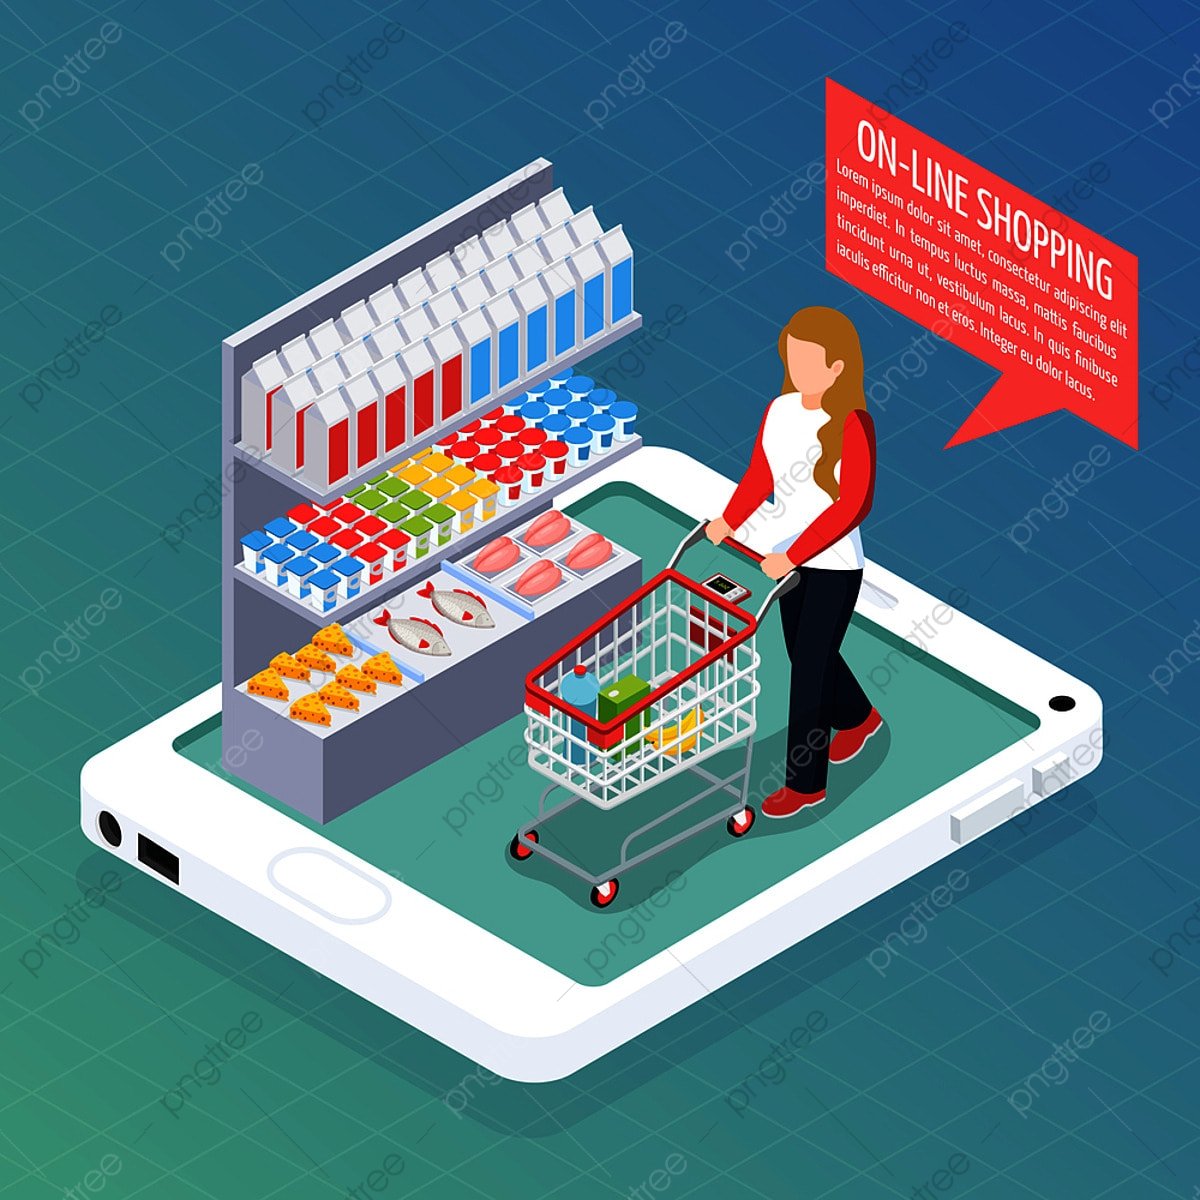 ON-LINE SHOPPING
Lorem ipsum dolor sit amet, consectetur adipiscing elit
imperdiet. In tempus luctus massa, mattis faucibus
tincidunt urna ut, vestibulum lacus. In quis finibuse
iaculis efficitur non et eros. Integer eu dolor lacus.
pngtree